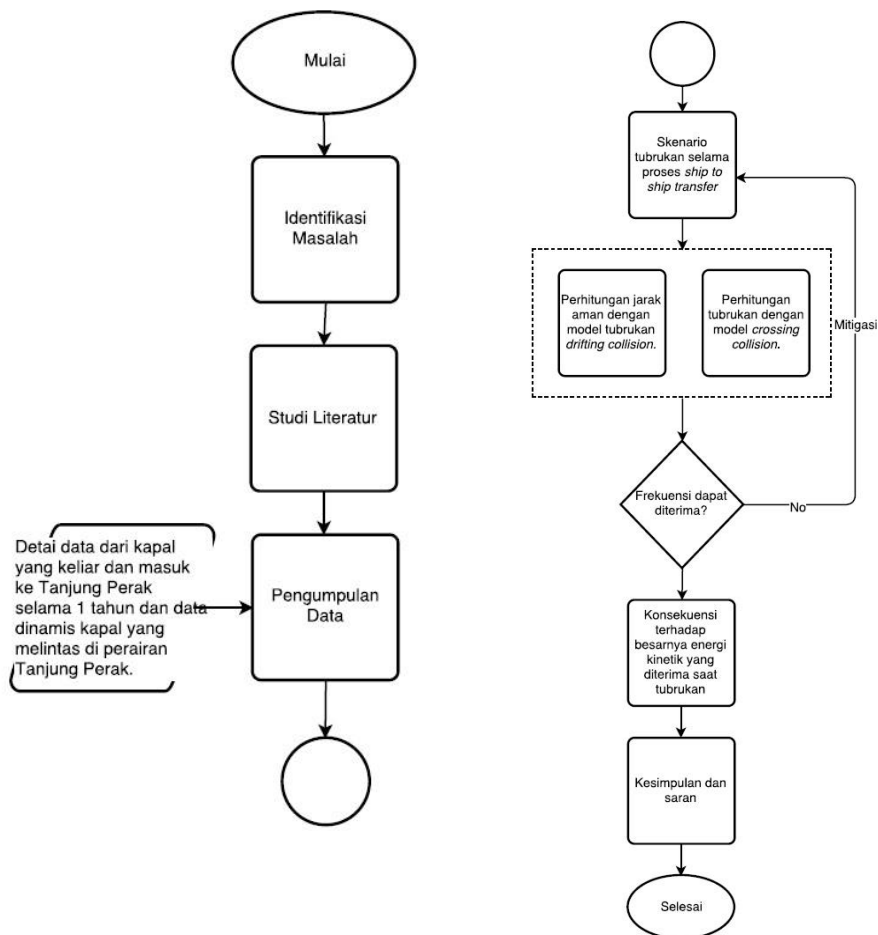 Mulai
Identifikasi
Masalah
Studi Literatur
Detai data dari kapal
yang keliar dan masuk
ke Tanjung Perak
selama 1 tahun dan data
dinamis kapal yang
melintas di perairan
Tanjung Perak.
Pengumpulan
Data
Skenario
tubrukan selama
proses ship to
ship transfer
Perhitungan jarak
aman dengan
model tubrukan
drifting collision.
Perhitungan
tubrukan dengan
model crossing
collision.
Mitigasi
Frekuensi dapat
diterima?
No
Konsekuensi
terhadap
besarnya energi
kinetik yang
diterima saat
tubrukan
Kesimpulan dan
saran
Selesai